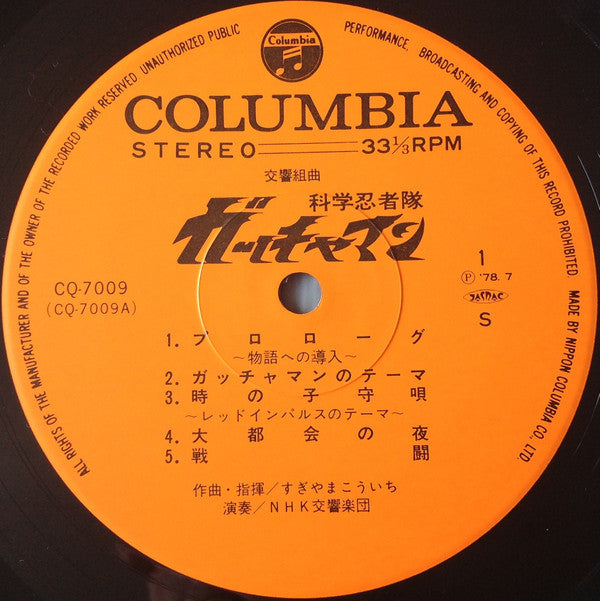 ALL RIGHTS OF THE MANUFACTURER AND OF THE OWNER OF THE RECORDED WORK RESERVED UNAUTHORIZED PUBLIC PERFORMANCE, BROADCASTING AND COPYING OF THIS RECORD PROHIBITED MADE BY NIPPON COLUMBIA CO., LTD
Columbia
COLUMBIA
STEREO 33⅓RPM
交響組曲
科学忍者隊
ガッチャマン
CQ-7009
(CQ-7009A)
1
Ⓟ '78. 7
JASRAC
S
1. プロローグ
～物語への導入～
2. ガッチャマンのテーマ
3. 時の子守唄
～レッドインパルスのテーマ～
4. 大都会の夜
5. 戦闘
作曲・指揮/すぎやまこういち
演奏/NHK交響楽団